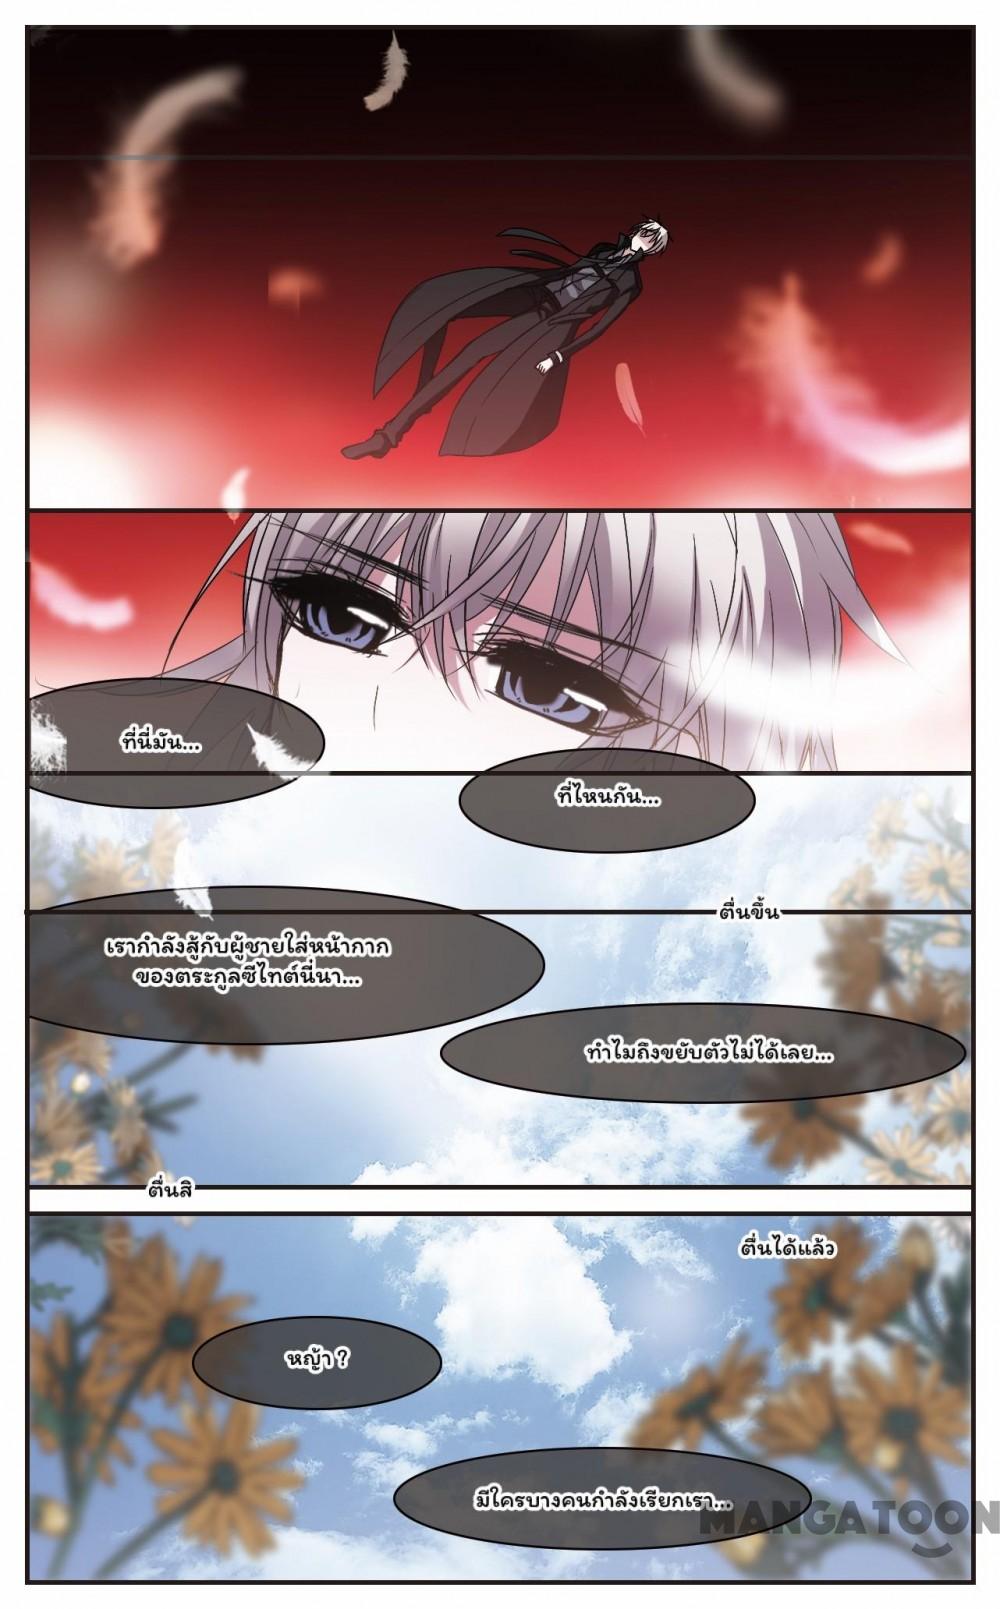 ที่นี่มัน...
ที่ไหนกัน...
ตื่นขึ้น
เรากำลังสู้กับผู้ชายใส่หน้ากาก
ของตระกูลซีไทต์นี่นา...
ทำไมถึงขยับตัวไม่ได้เลย...
ตื่นสิ
ตื่นได้แล้ว
หญ้า ?
มีใครบางคนกำลังเรียกเรา...
MANGATOON